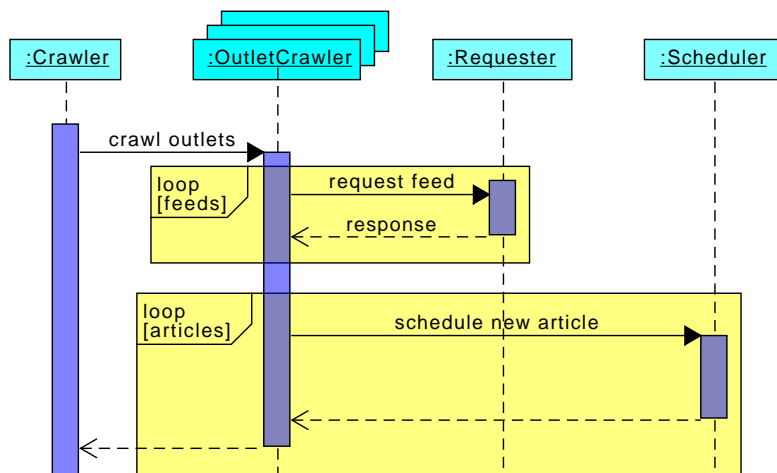 :Crawler
:OutletCrawler
:Requester
:Scheduler
crawl outlets
loop
[feeds]
request feed
response
loop
[articles]
schedule new article